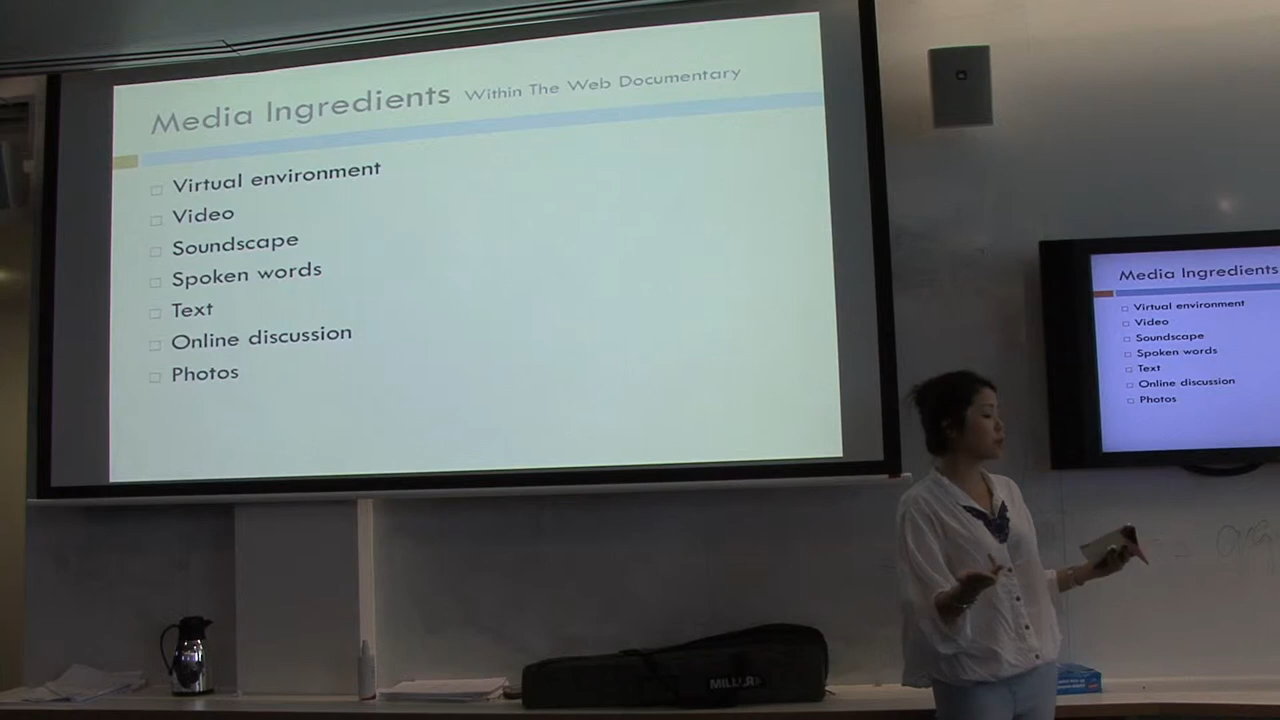 Media Ingredients Within The Web Documentary
Virtual environment
Video
Soundscape
Spoken words
Text
Online discussion
Photos
Media Ingredients
Virtual environment
Video
Soundscape
Spoken words
Text
Online discussion
Photos
MILLER